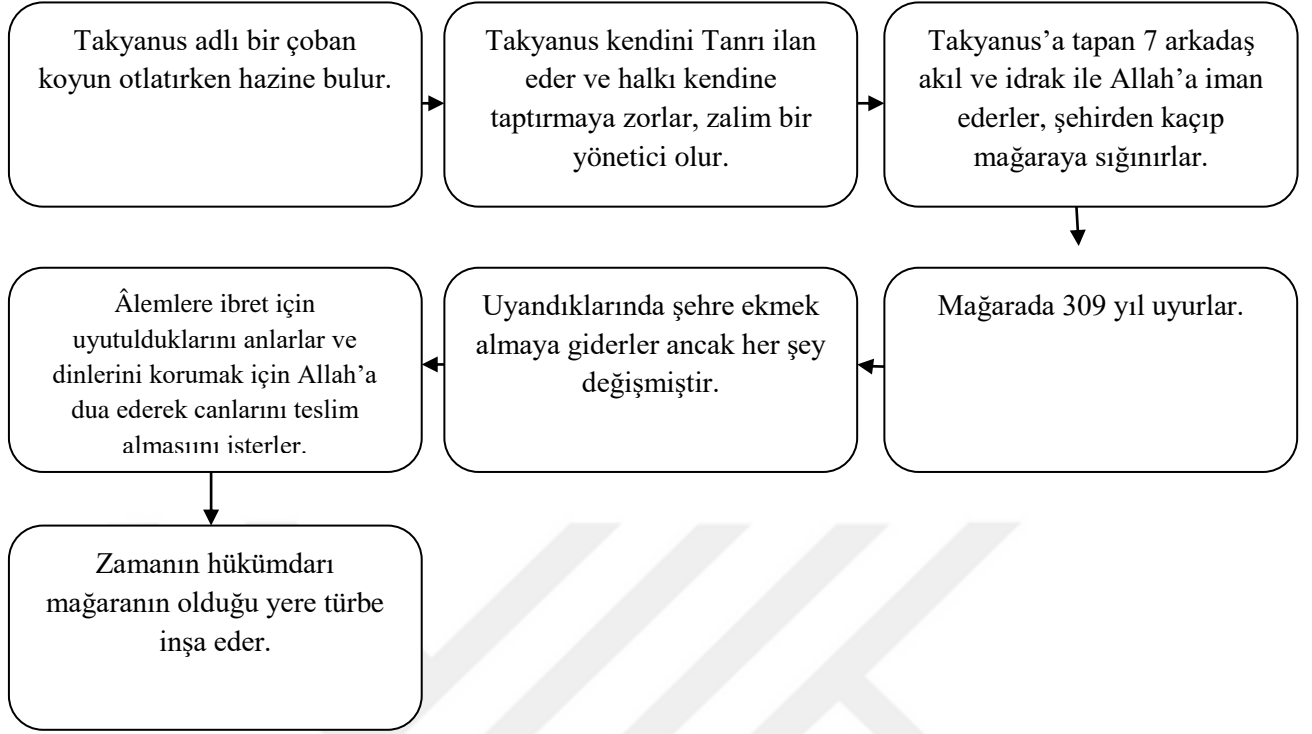 Takyanus adlı bir çoban
koyun otlatırken hazine bulur.
Takyanus kendini Tanrı ilan
eder ve halkı kendine
taptırmaya zorlar, zalim bir
yönetici olur.
Takyanus’a tapan 7 arkadaş
akıl ve idrak ile Allah’a iman
ederler, şehirden kaçıp
mağaraya sığınırlar.
Mağarada 309 yıl uyurlar.
Uyandıklarında şehre ekmek
almaya giderler ancak her şey
değişmiştir.
Âlemlere ibret için
uyutulduklarını anlarlar ve
dinlerini korumak için Allah’a
dua ederek canlarını teslim
almasını isterler.
Zamanın hükümdarı
mağaranın olduğu yere türbe
inşa eder.